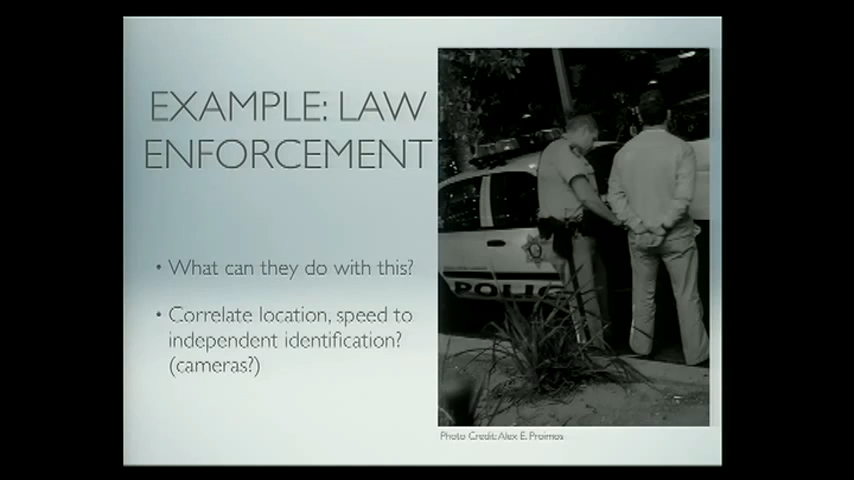 EXAMPLE: LAW
ENFORCEMENT
• What can they do with this?
• Correlate location, speed to
independent identification?
(cameras?)
POLIC
Photo Credit: Alex E. Proimos